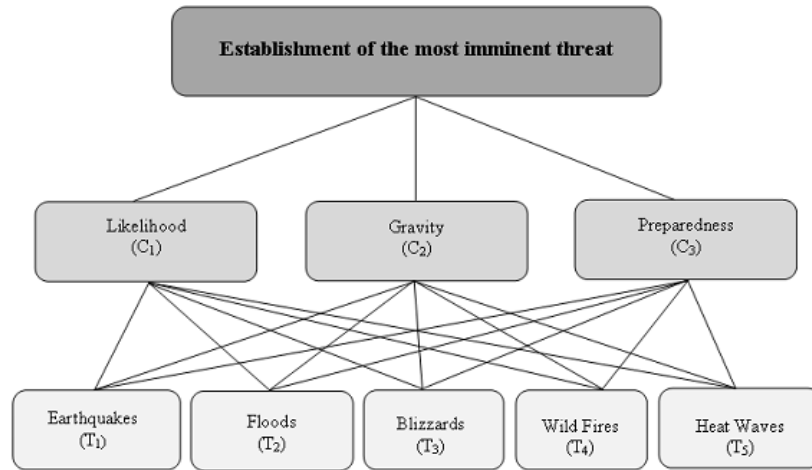 Establishment of the most imminent threat
Likelihood
(C₁)
Gravity
(C₂)
Preparedness
(C₃)
Earthquakes
(T₁)
Floods
(T₂)
Blizzards
(T₃)
Wild Fires
(T₄)
Heat Waves
(T₅)